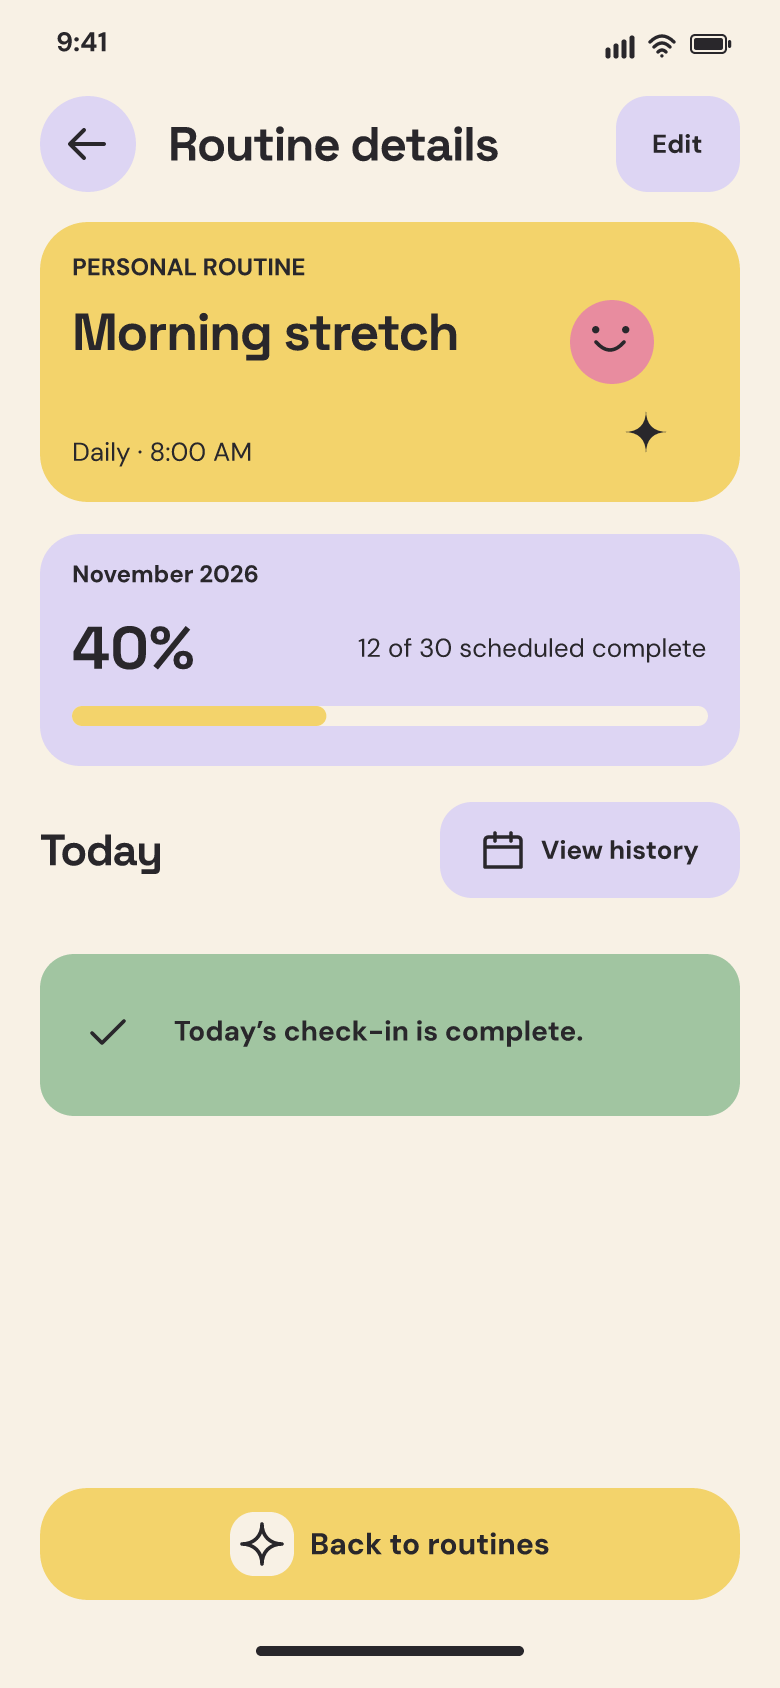 9:41
Routine details
Edit
PERSONAL ROUTINE
Morning stretch
Daily · 8:00 AM
November 2026
40%
12 of 30 scheduled complete
Today
View history
Today’s check-in is complete.
Back to routines